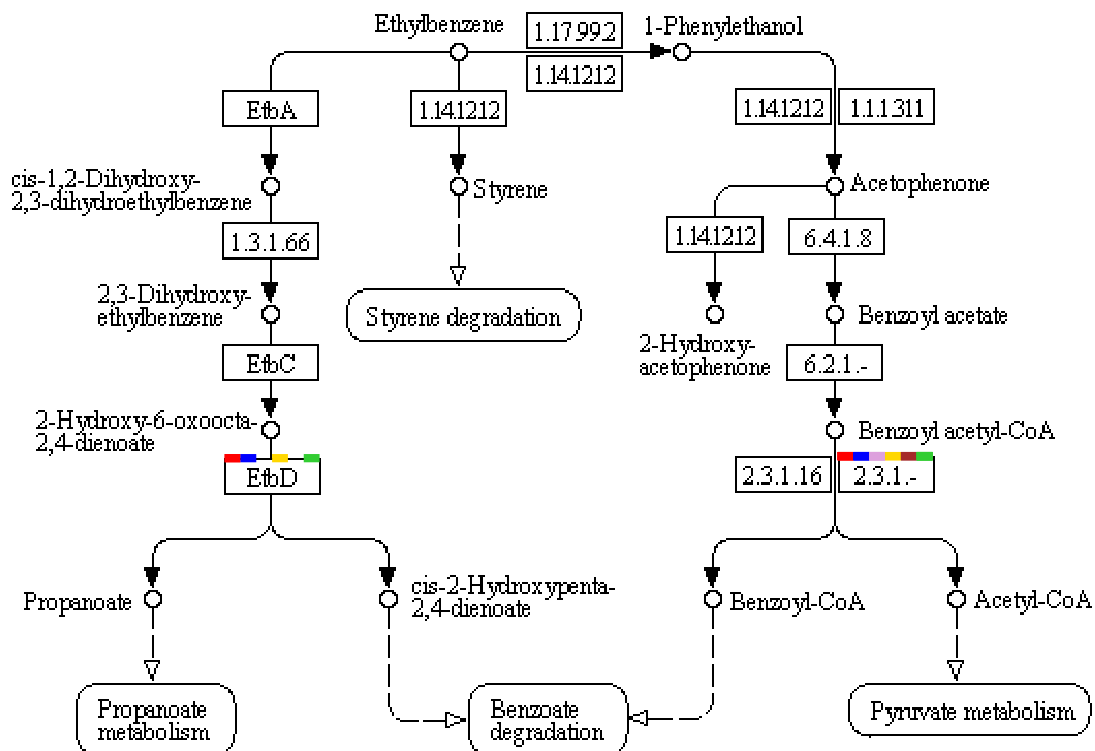 Ethylbenzene
1.17.99.2
1-Phenylethanol
1.14.12.12
EtbA
1.14.12.12
1.14.12.12
1.1.1.311
cis-1,2-Dihydroxy-
2,3-dihydroethylbenzene
Styrene
Acetophenone
1.3.1.66
1.14.12.12
6.4.1.8
2,3-Dihydroxy-
ethylbenzene
Styrene degradation
Benzoyl acetate
2-Hydroxy-
acetophenone
EtbC
6.2.1.-
2-Hydroxy-6-oxoocta-
2,4-dienoate
Benzoyl acetyl-CoA
EtbD
2.3.1.16
2.3.1.-
Propanoate
cis-2-Hydroxypenta-
2,4-dienoate
Benzoyl-CoA
Acetyl-CoA
Propanoate
metabolism
Benzoate
degradation
Pyruvate metabolism